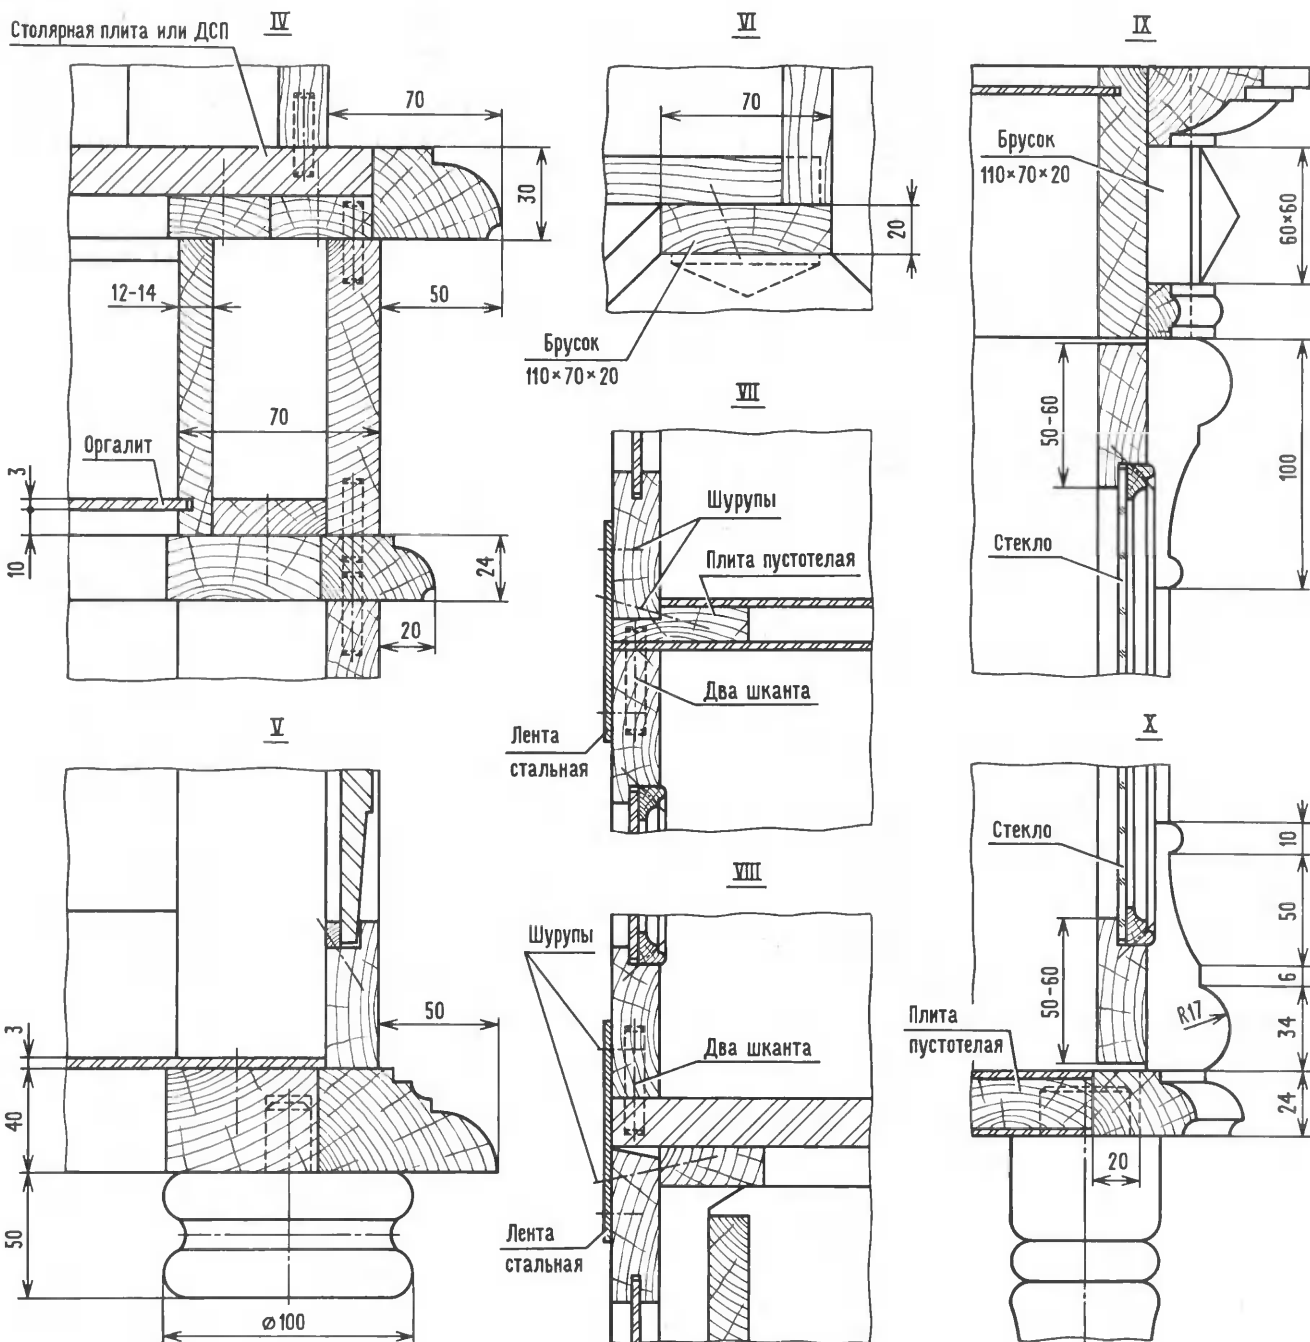 IV
Столярная плита или ДСП
70
30
12-14
50
70
Оргалит
3
10
24
20
V
50
3
40
50
⌀100
VI
70
20
Брусок
110×70×20
VII
Шурупы
Плита пустотелая
Два шканта
Лента
стальная
VIII
Шурупы
Два шканта
Лента
стальная
IX
Брусок
110×70×20
60×60
50-60
100
Стекло
X
Стекло
10
50
6
50-60
34
R17
Плита
пустотелая
24
20